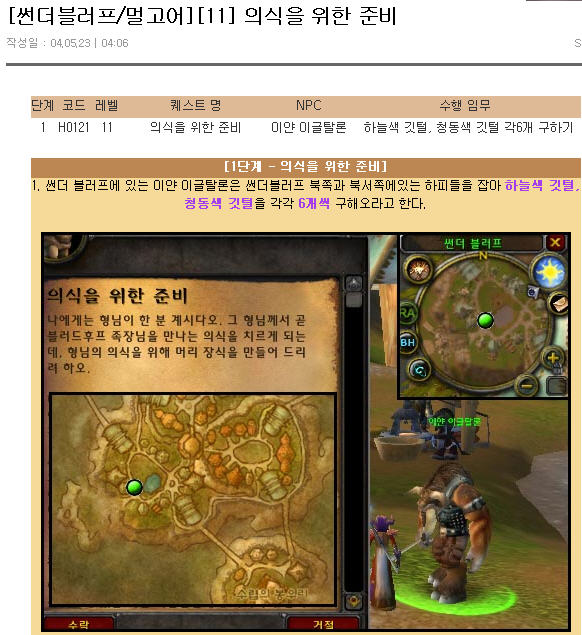 [썬더블러프/멀고어][11] 의식을 위한 준비
작성일 : 04,05,23 | 04:06
S
단계 코드 레벨 퀘스트 명 NPC 수행 임무
1 H0121 11 의식을 위한 준비 이얀 이글탈론 하늘색 깃털, 청동색 깃털 각6개 구하기
[1단계 - 의식을 위한 준비]
1. 썬더 블러프에 있는 이얀 이글탈론은 썬더블러프 북쪽과 북서쪽에있는 하피들을 잡아 하늘색 깃털,
청동색 깃털을 각각 6개씩 구해오라고 한다.
썬더 블러프
N
의식을 위한 준비
나에게는 형님이 한 분 계시다오. 그 형님께서 곧
블러드후프 족장님을 만나는 의식을 치르게 되는
데, 형님의 의식을 위해 머리 장식을 만들어 드리
려 하오.
RA
BH
이얀 이글탈론
수락
거절